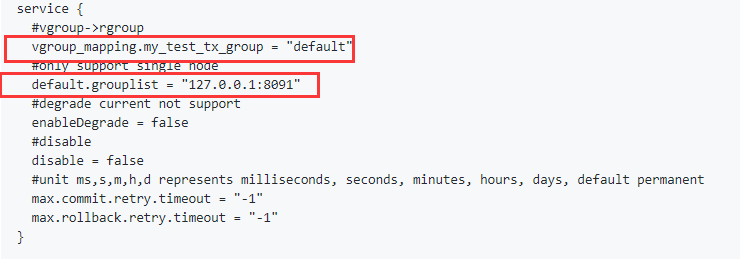 service {
#vgroup->rgroup
vgroup_mapping.my_test_tx_group = "default"
#only support single node
default.grouplist = "127.0.0.1:8091"
#degrade current not support
enableDegrade = false
#disable
disable = false
#unit ms,s,m,h,d represents milliseconds, seconds, minutes, hours, days, default permanent
max.commit.retry.timeout = "-1"
max.rollback.retry.timeout = "-1"
}